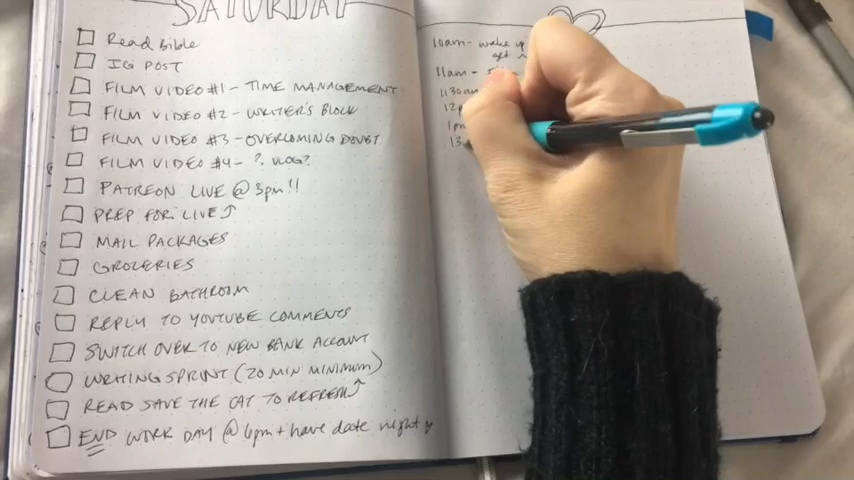 SATURDAY
Read Bible
IG POST
FILM VIDEO #1 - TIME MANAGEMENT
FILM VIDEO #2 - WRITER'S BLOCK
FILM VIDEO #3 - OVERCOMING DOUBT
FILM VIDEO #4 - ? VLOG?
PATREON LIVE @ 3pm!!
PREP FOR LIVE ⤴
MAIL PACKAGES
GROCERIES
CLEAN BATHROOM
REPLY TO YOUTUBE COMMENTS
SWITCH OVER TO NEW BANK ACCOUNT
WRITING SPRINT (20 MIN MINIMUM)
READ SAVE THE CAT TO REFRESH ⤴
END WORK DAY @ 6pm + have date night
10am - wake up
11am -
1130am
1pm